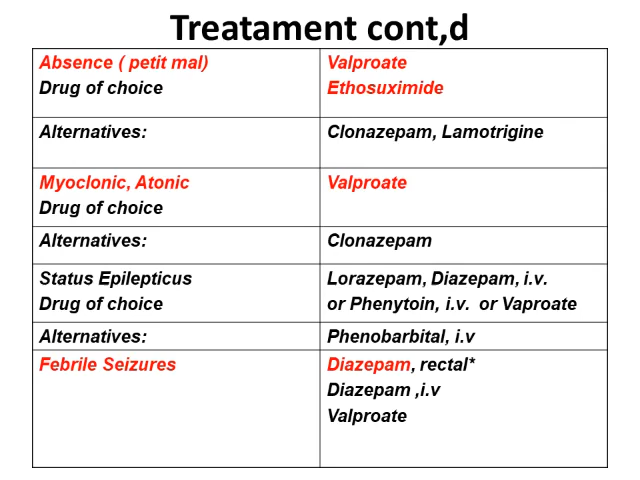 Treatament cont,d
Absence ( petit mal)
Drug of choice
Valproate
Ethosuximide
Alternatives:
Clonazepam, Lamotrigine
Myoclonic, Atonic
Drug of choice
Valproate
Alternatives:
Clonazepam
Status Epilepticus
Drug of choice
Lorazepam, Diazepam, i.v.
or Phenytoin, i.v.  or Vaproate
Alternatives:
Phenobarbital, i.v
Febrile Seizures
Diazepam, rectal*
Diazepam ,i.v
Valproate